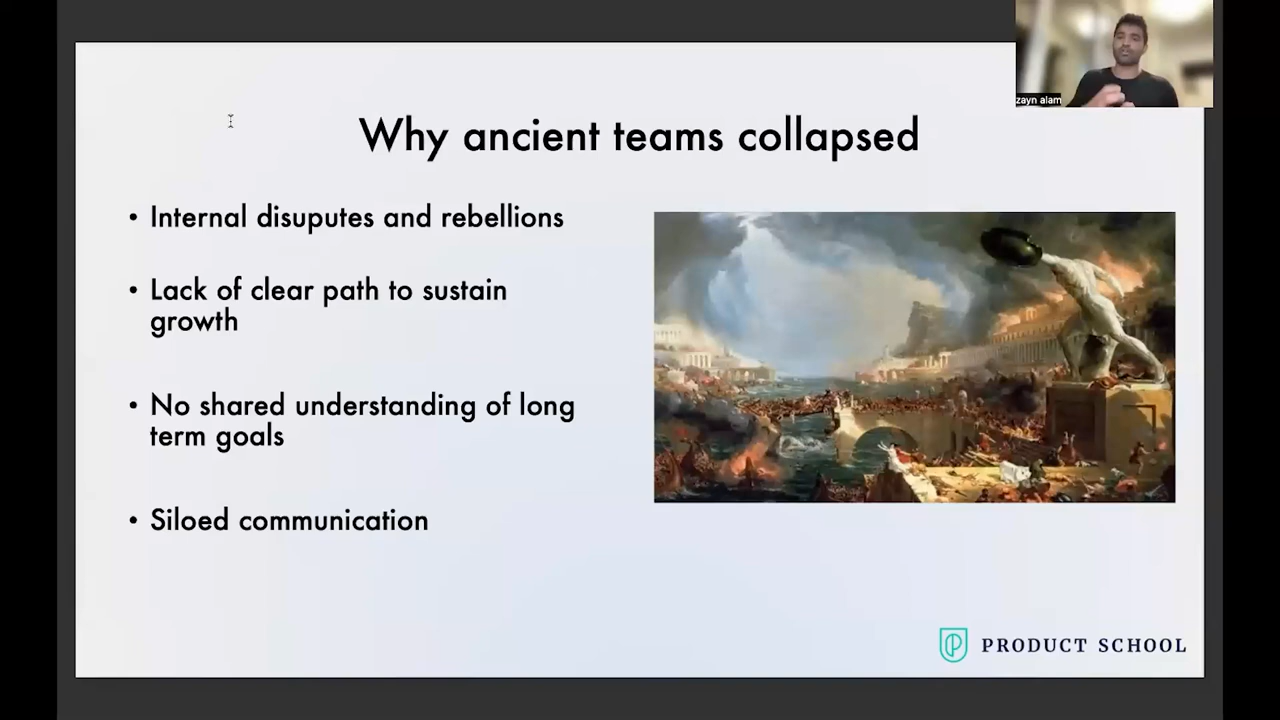 zayn alam
Why ancient teams collapsed
• Internal disuputes and rebellions
• Lack of clear path to sustain
growth
• No shared understanding of long
term goals
• Siloed communication
PRODUCT SCHOOL